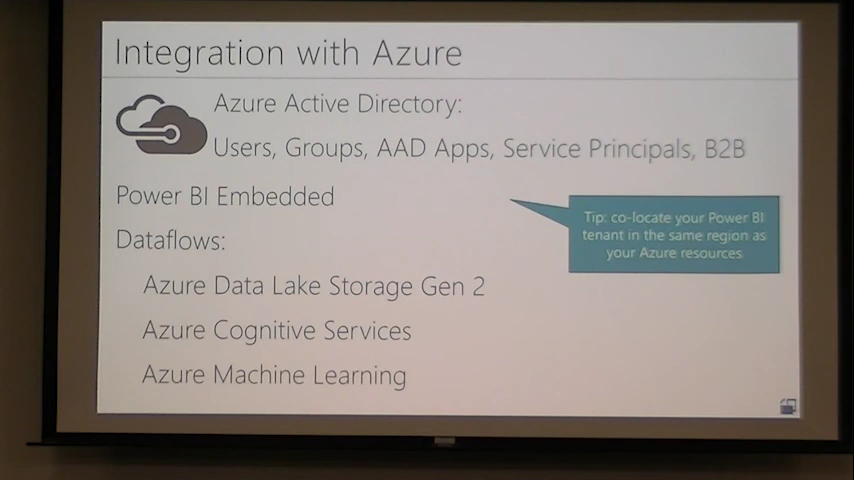 Integration with Azure
Azure Active Directory:
Users, Groups, AAD Apps, Service Principals, B2B
Power BI Embedded
Tip: co-locate your Power BI
tenant in the same region as
your Azure resources
Dataflows:
Azure Data Lake Storage Gen 2
Azure Cognitive Services
Azure Machine Learning